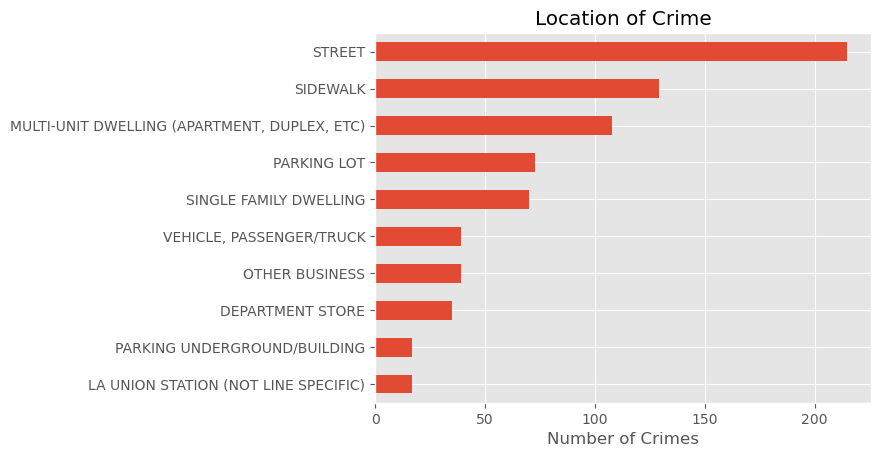 Location of Crime
STREET
SIDEWALK
MULTI-UNIT DWELLING (APARTMENT, DUPLEX, ETC)
PARKING LOT
SINGLE FAMILY DWELLING
VEHICLE, PASSENGER/TRUCK
OTHER BUSINESS
DEPARTMENT STORE
PARKING UNDERGROUND/BUILDING
LA UNION STATION (NOT LINE SPECIFIC)
0 50 100 150 200
Number of Crimes